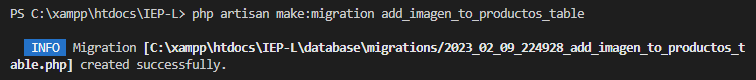 PS C:\xampp\htdocs\IEP-L> php artisan make:migration add_imagen_to_productos_table
INFO Migration [C:\xampp\htdocs\IEP-L\database\migrations/2023_02_09_224928_add_imagen_to_productos_t
able.php] created successfully.